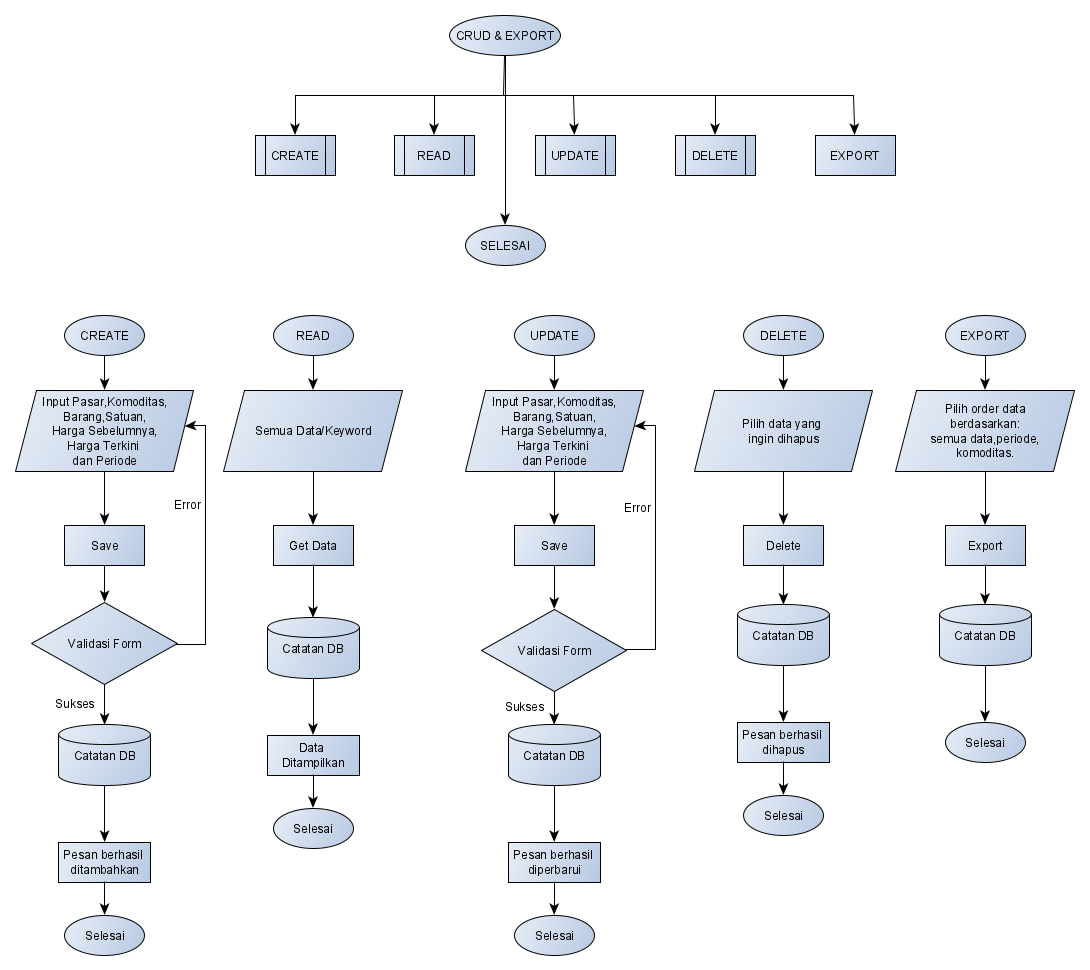 CRUD & EXPORT
CREATE
READ
UPDATE
DELETE
EXPORT
SELESAI
CREATE
Input Pasar,Komoditas,
Barang,Satuan,
Harga Sebelumnya,
Harga Terkini
dan Periode
Error
Save
Validasi Form
Sukses
Catatan DB
Pesan berhasil
ditambahkan
Selesai
READ
Semua Data/Keyword
Get Data
Catatan DB
Data
Ditampilkan
Selesai
UPDATE
Input Pasar,Komoditas,
Barang,Satuan,
Harga Sebelumnya,
Harga Terkini
dan Periode
Error
Save
Validasi Form
Sukses
Catatan DB
Pesan berhasil
diperbarui
Selesai
DELETE
Pilih data yang
ingin dihapus
Delete
Catatan DB
Pesan berhasil
dihapus
Selesai
EXPORT
Pilih order data
berdasarkan:
semua data,periode,
komoditas.
Export
Catatan DB
Selesai